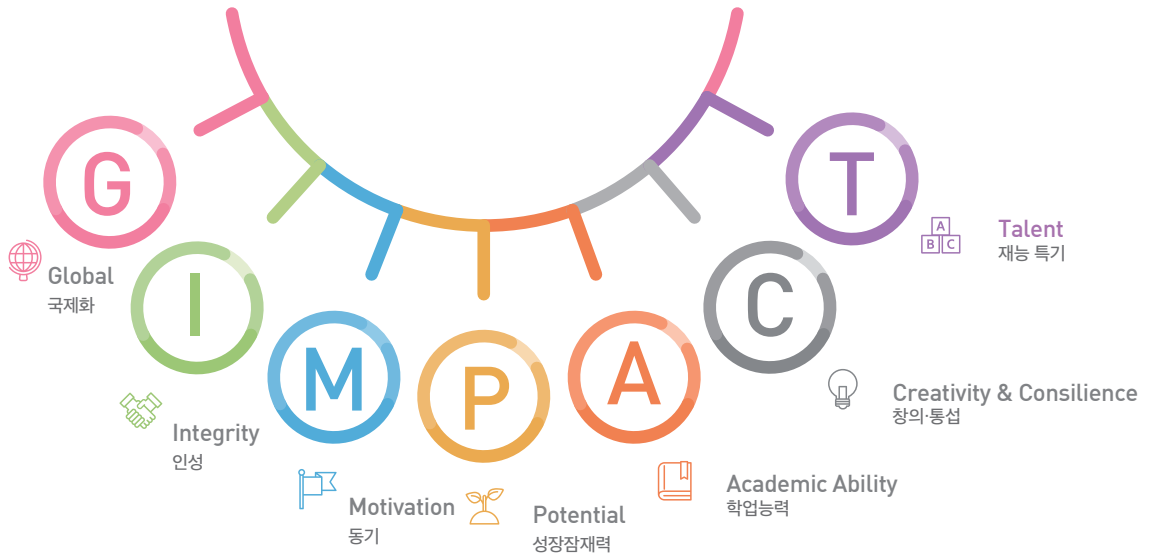 G
Global
국제화
I
Integrity
인성
M
Motivation
동기
P
Potential
성장잠재력
A
Academic Ability
학업능력
C
Creativity & Consilience
창의·통섭
T
A
B C
Talent
재능 특기